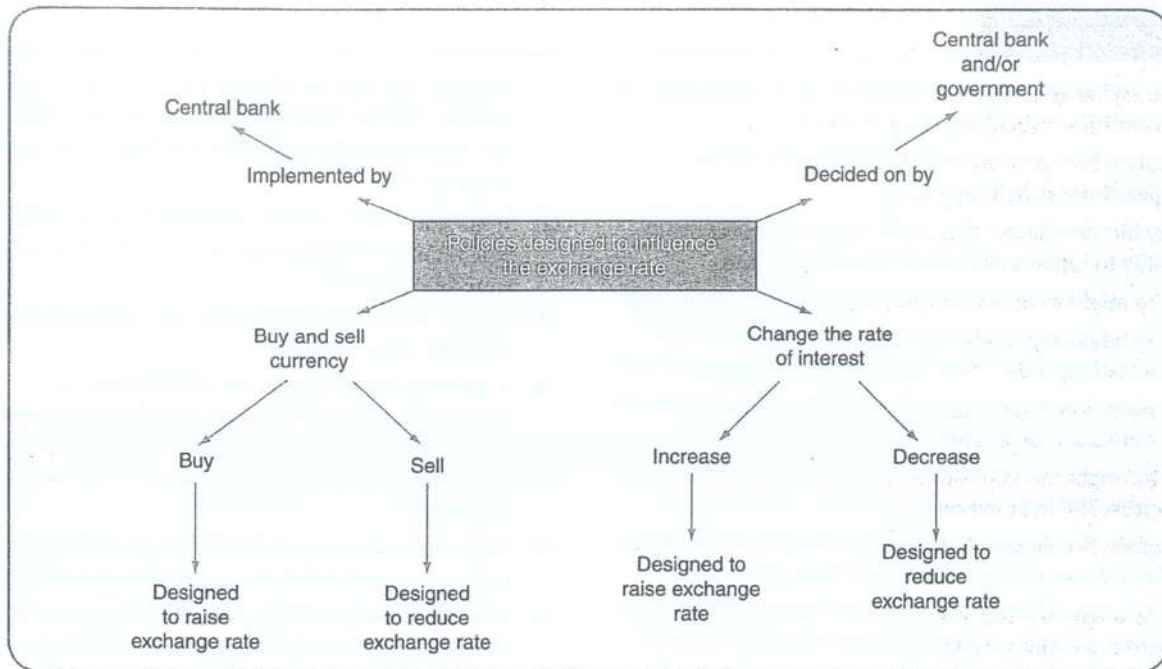 Central bank
and/or
government
Central bank
Implemented by
Decided on by
Policies designed to influence
the exchange rate
Buy and sell
currency
Change the rate
of interest
Buy
Sell
Increase
Decrease
Designed
to raise
exchange rate
Designed
to reduce
exchange rate
Designed to
raise exchange
rate
Designed to
reduce
exchange rate